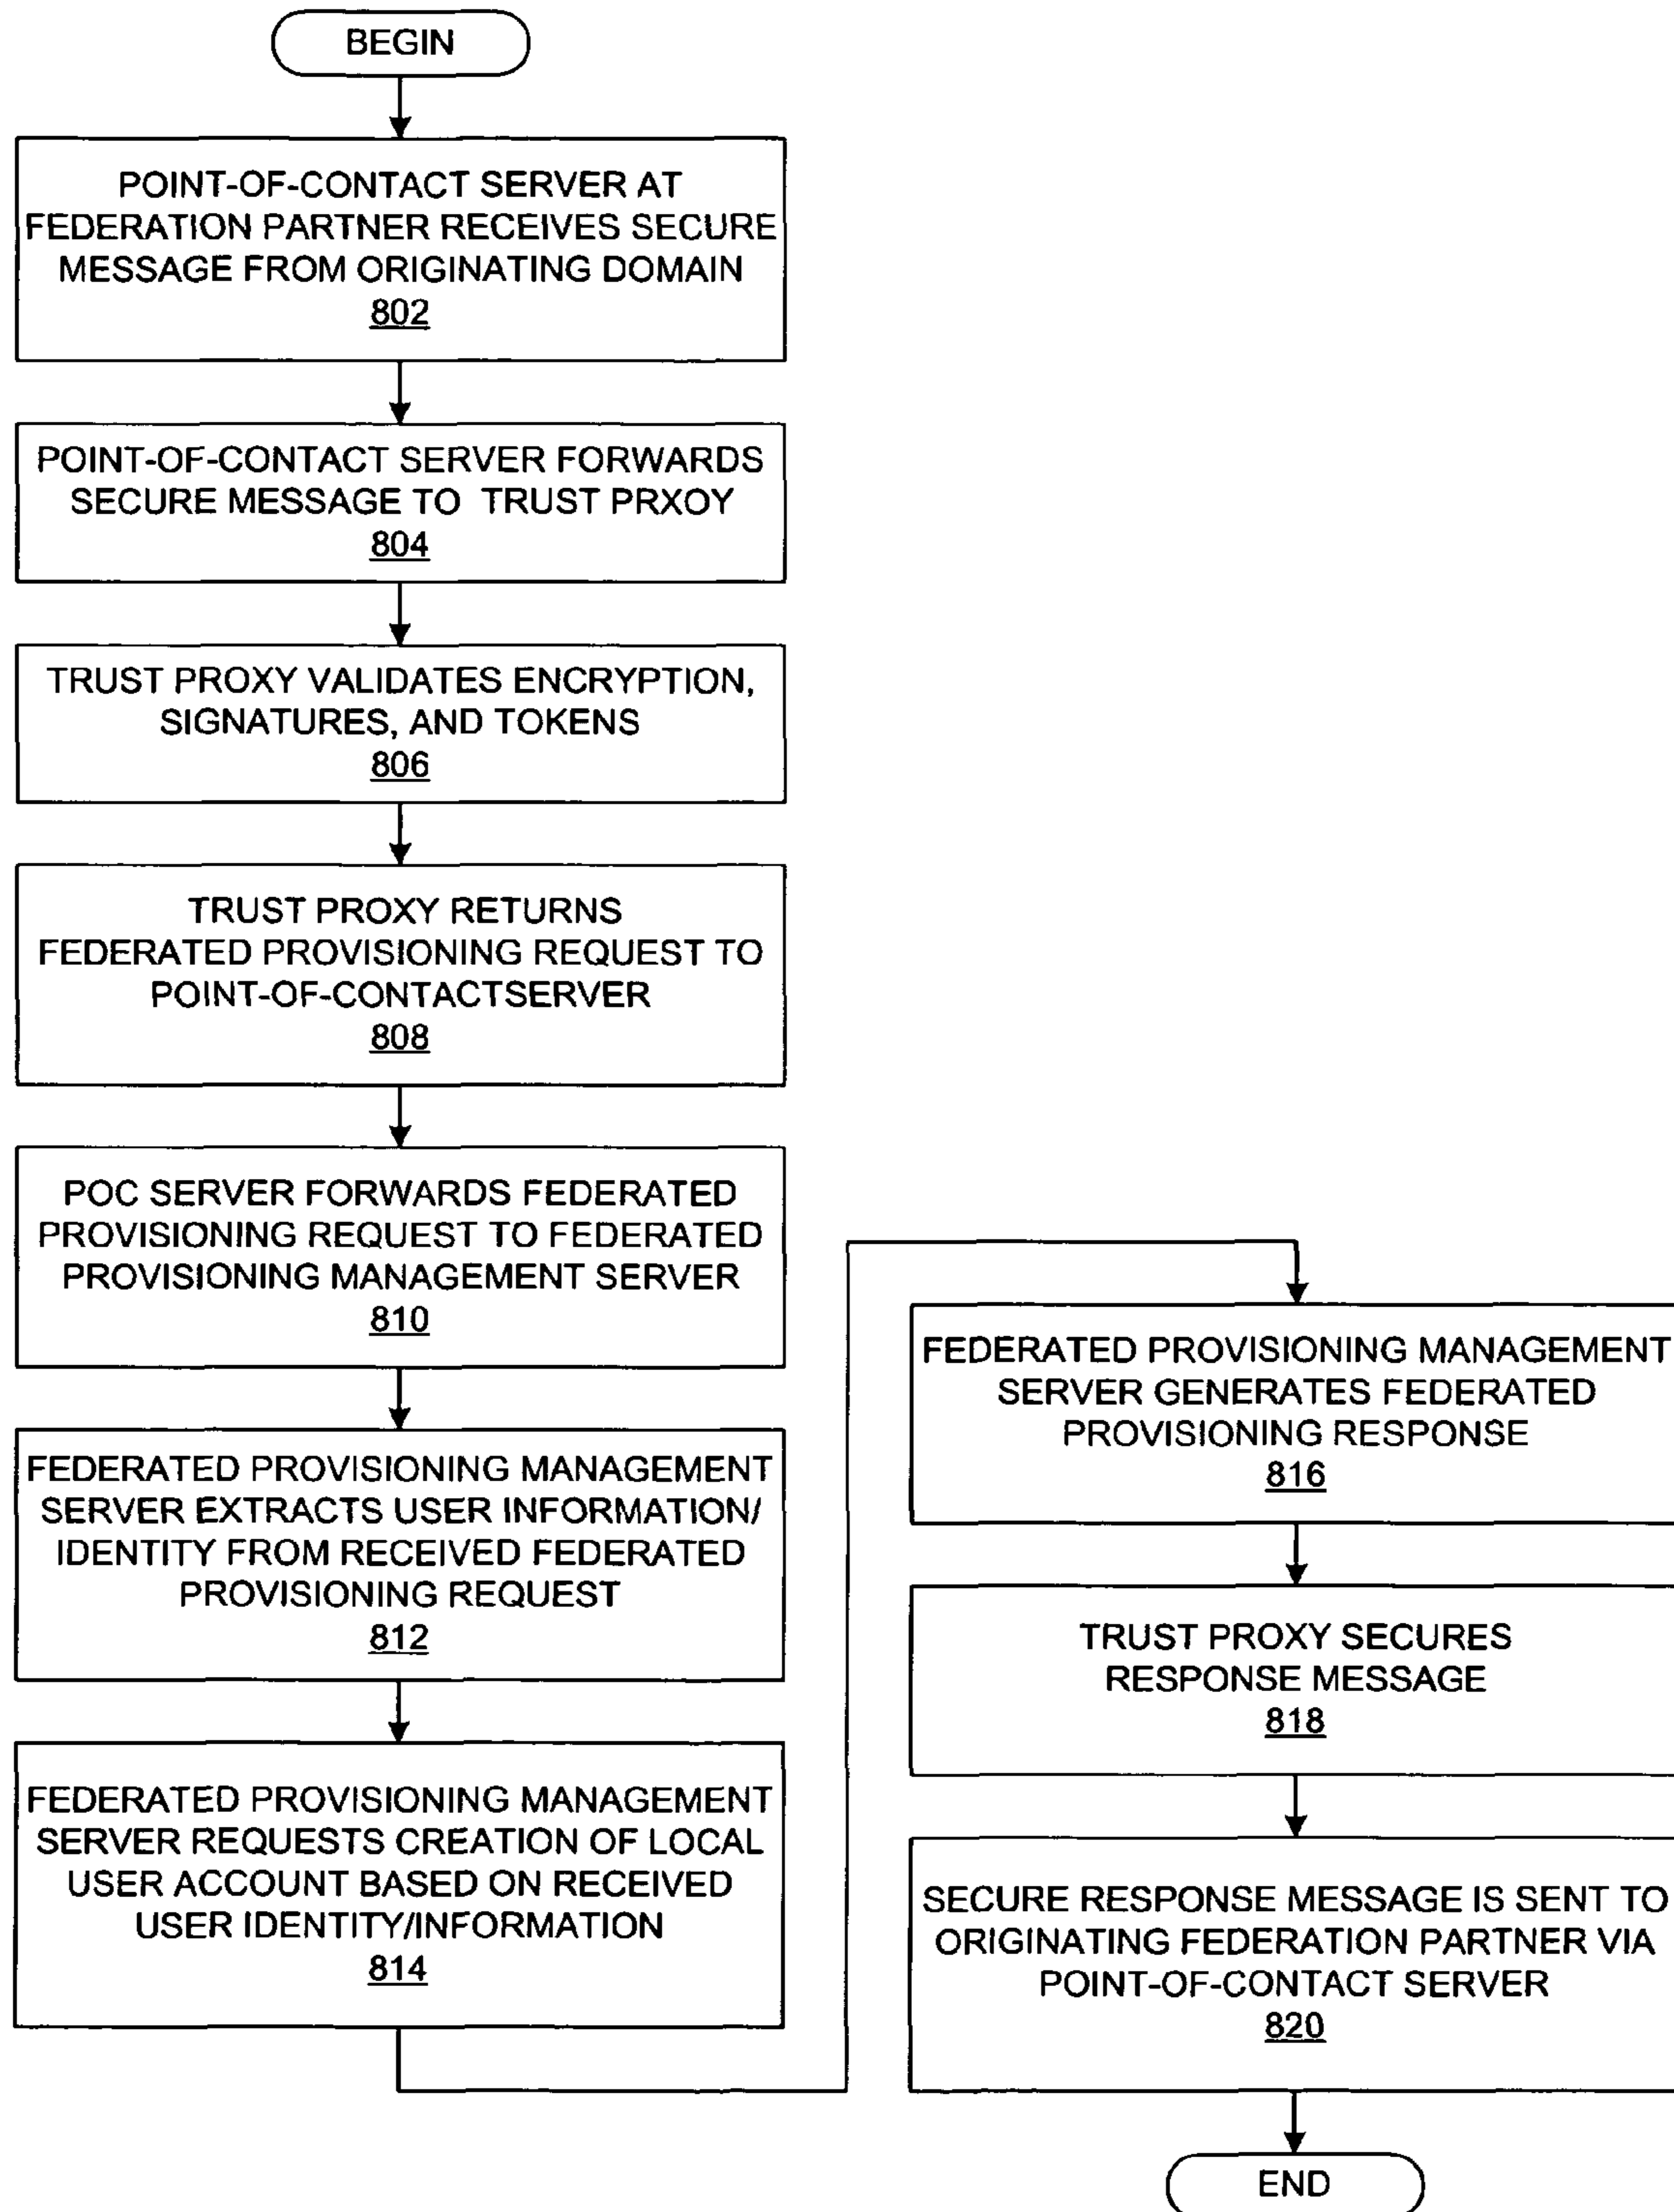 BEGIN
POINT-OF-CONTACT SERVER AT
FEDERATION PARTNER RECEIVES SECURE
MESSAGE FROM ORIGINATING DOMAIN
802
POINT-OF-CONTACT SERVER FORWARDS
SECURE MESSAGE TO TRUST PRXOY
804
TRUST PROXY VALIDATES ENCRYPTION,
SIGNATURES, AND TOKENS
806
TRUST PROXY RETURNS
FEDERATED PROVISIONING REQUEST TO
POINT-OF-CONTACTSERVER
808
POC SERVER FORWARDS FEDERATED
PROVISIONING REQUEST TO FEDERATED
PROVISIONING MANAGEMENT SERVER
810
FEDERATED PROVISIONING MANAGEMENT
SERVER EXTRACTS USER INFORMATION/
IDENTITY FROM RECEIVED FEDERATED
PROVISIONING REQUEST
812
FEDERATED PROVISIONING MANAGEMENT
SERVER REQUESTS CREATION OF LOCAL
USER ACCOUNT BASED ON RECEIVED
USER IDENTITY/INFORMATION
814
FEDERATED PROVISIONING MANAGEMENT
SERVER GENERATES FEDERATED
PROVISIONING RESPONSE
816
TRUST PROXY SECURES
RESPONSE MESSAGE
818
SECURE RESPONSE MESSAGE IS SENT TO
ORIGINATING FEDERATION PARTNER VIA
POINT-OF-CONTACT SERVER
820
END